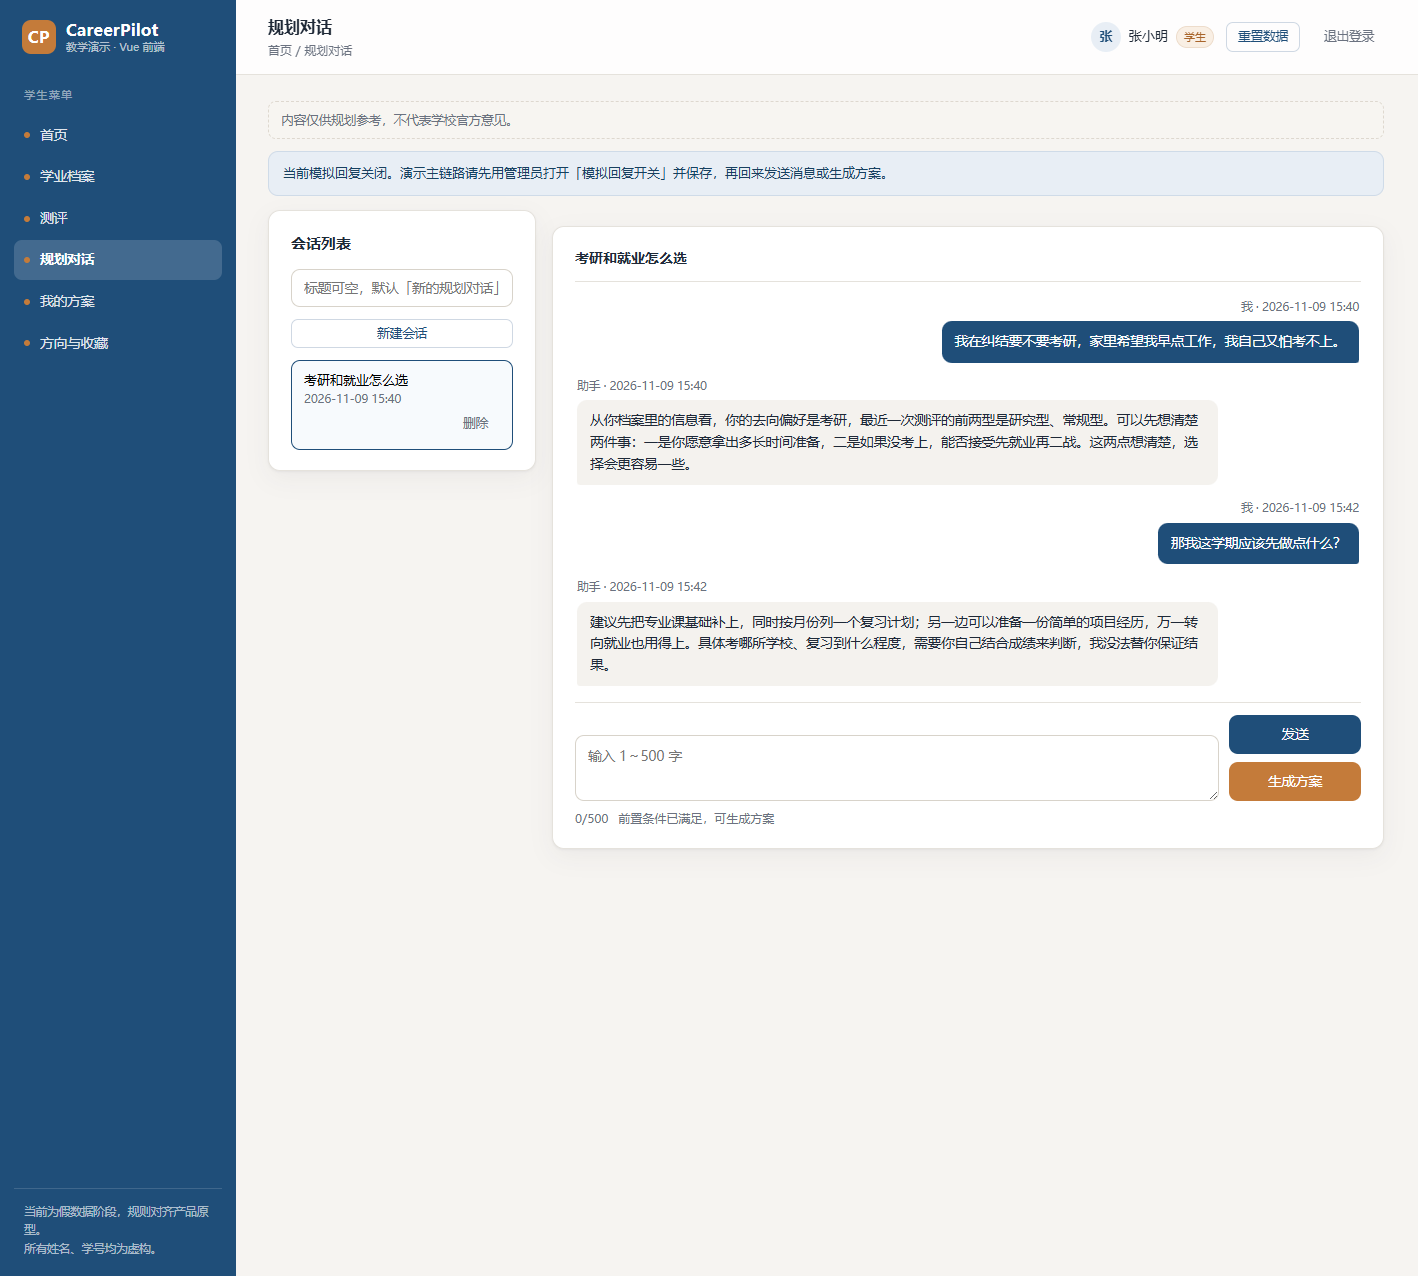 CP
CareerPilot
教学演示 · Vue 前端
学生菜单
首页
学业档案
测评
规划对话
我的方案
方向与收藏
当前为假数据阶段，规则对齐产品原
型。
所有姓名、学号均为虚构。
规划对话
首页 / 规划对话
张 张小明 学生 重置数据 退出登录
内容仅供规划参考，不代表学校官方意见。
当前模拟回复关闭。演示主链路请先用管理员打开「模拟回复开关」并保存，再回来发送消息或生成方案。
会话列表
标题可空，默认「新的规划对话」
新建会话
考研和就业怎么选
2026-11-09 15:40
删除
考研和就业怎么选
我 · 2026-11-09 15:40
我在纠结要不要考研，家里希望我早点工作，我自己又怕考不上。
助手 · 2026-11-09 15:40
从你档案里的信息看，你的去向偏好是考研，最近一次测评的前两型是研究型、常规型。可以先想清楚
两件事：一是你愿意拿出多长时间准备，二是如果没考上，能否接受先就业再二战。这两点想清楚，选
择会更容易一些。
我 · 2026-11-09 15:42
那我这学期应该先做点什么？
助手 · 2026-11-09 15:42
建议先把专业课基础补上，同时按月份列一个复习计划；另一边可以准备一份简单的项目经历，万一转
向就业也用得上。具体考哪所学校、复习到什么程度，需要你自己结合成绩来判断，我没法替你保证结
果。
输入 1～500 字
发送
生成方案
0/500 前置条件已满足，可生成方案